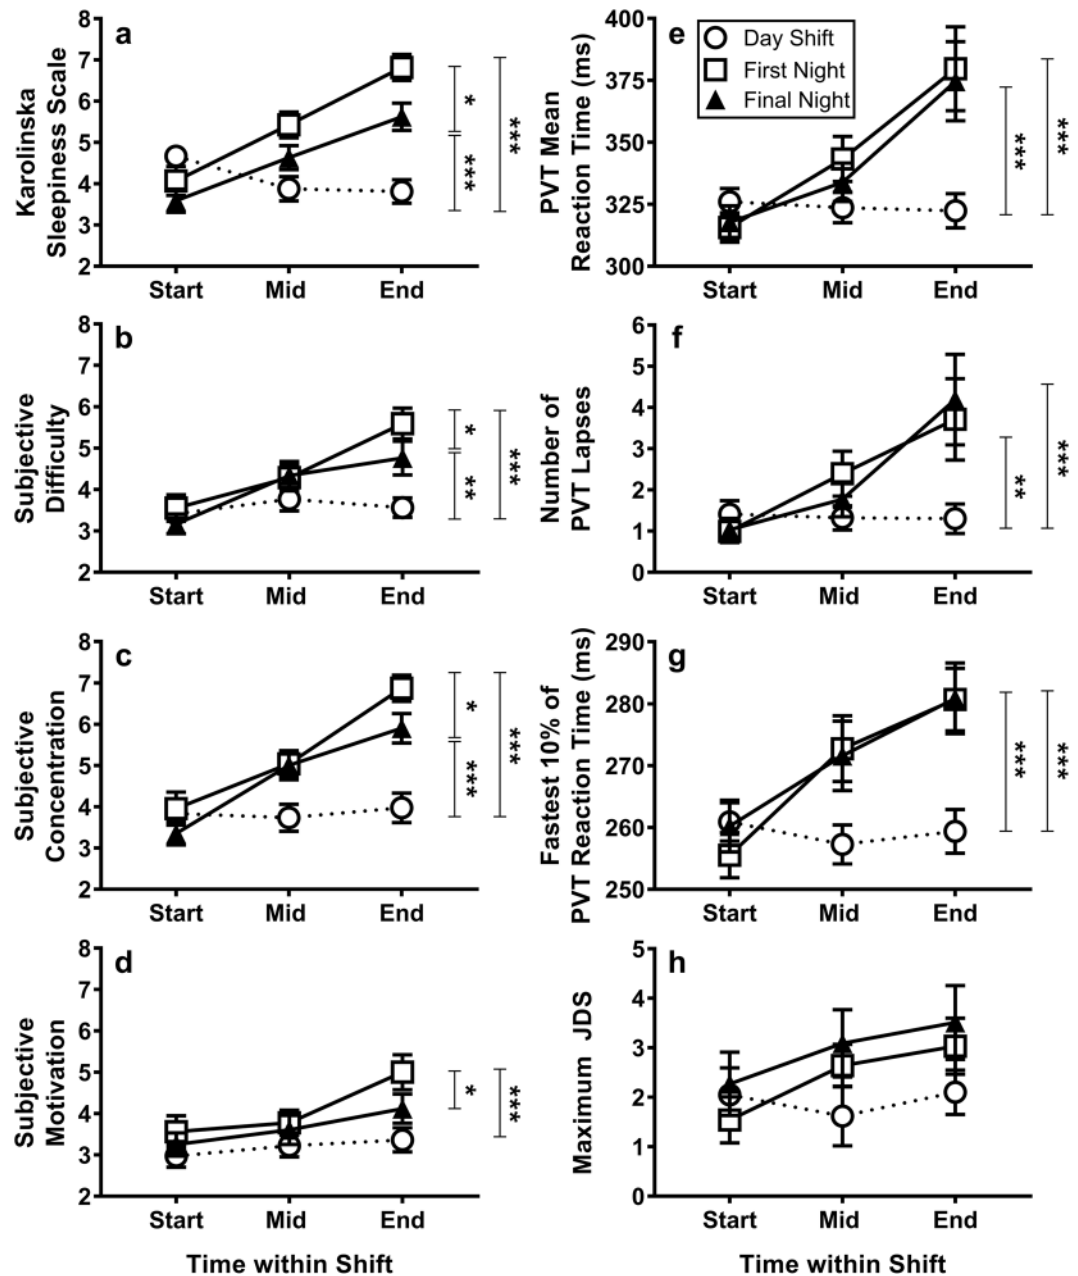 a
Karolinska
Sleepiness Scale
8
7
6
5
4
3
2
Start Mid End
*
***
***
b
Subjective
Difficulty
8
7
6
5
4
3
2
Start Mid End
*
**
***
c
Subjective
Concentration
8
7
6
5
4
3
2
Start Mid End
*
***
***
d
Subjective
Motivation
8
7
6
5
4
3
2
Start Mid End
*
***
Time within Shift
e
PVT Mean
Reaction Time (ms)
400
375
350
325
300
Day Shift
First Night
Final Night
Start Mid End
***
***
f
Number of
PVT Lapses
6
5
4
3
2
1
0
Start Mid End
**
***
g
Fastest 10% of
PVT Reaction Time (ms)
290
280
270
260
250
Start Mid End
***
***
h
Maximum JDS
5
4
3
2
1
0
Start Mid End
Time within Shift